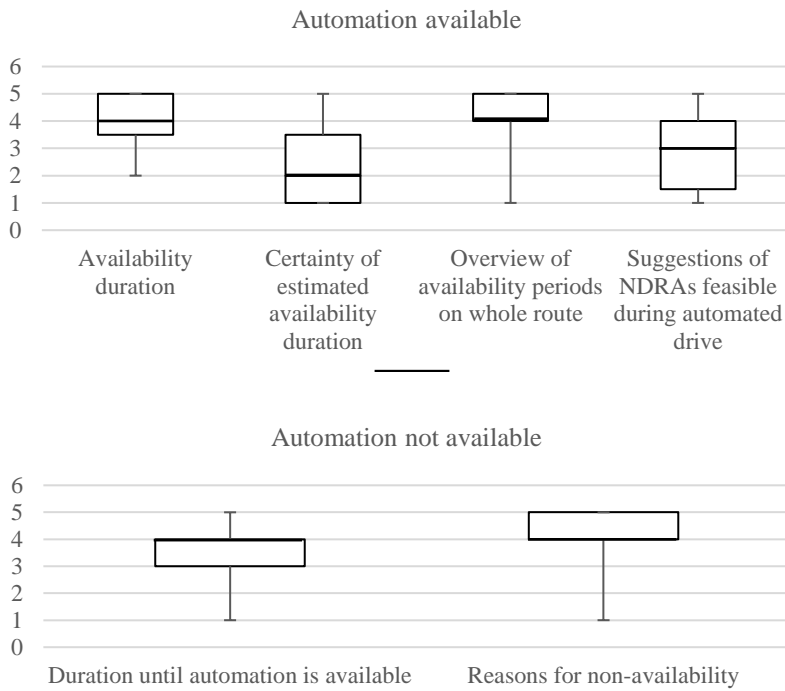 Automation available
6
5
4
3
2
1
0
Availability
duration
Certainty of
estimated
availability
duration
Overview of
availability periods
on whole route
Suggestions of
NDRAs feasible
during automated
drive
Automation not available
6
5
4
3
2
1
0
Duration until automation is available
Reasons for non-availability